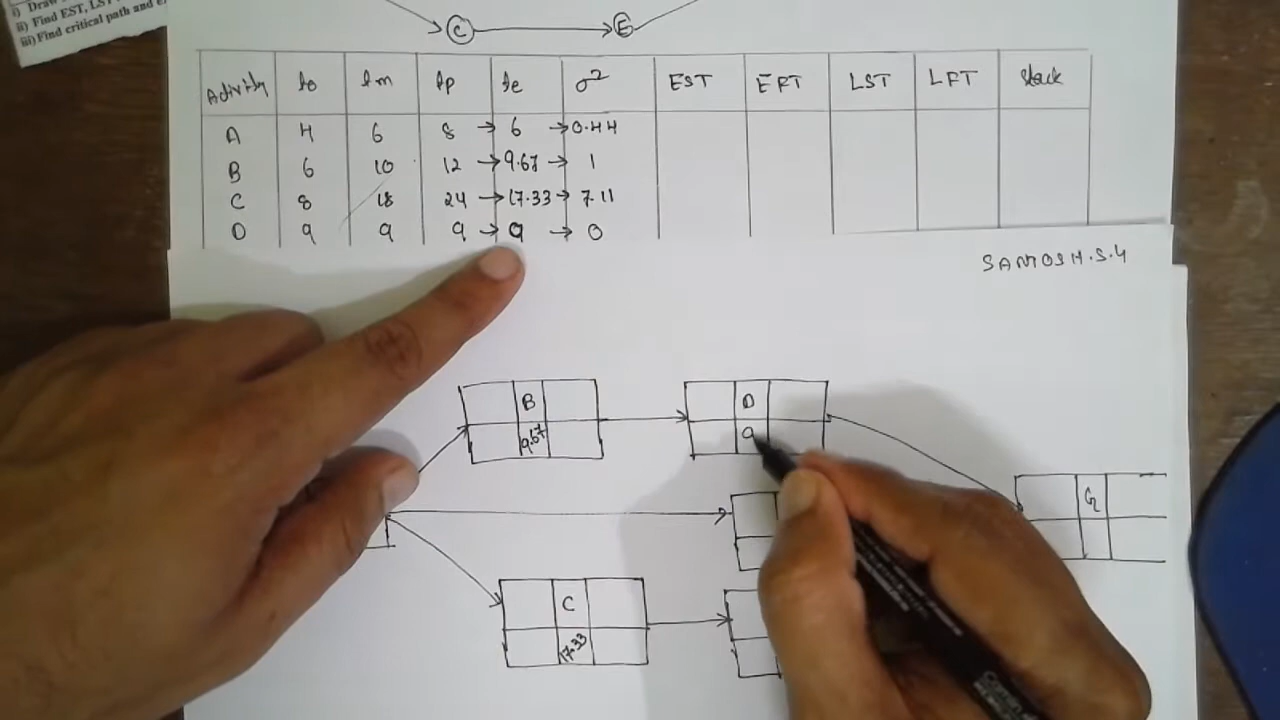 i) Draw
ii) Find EST, LST
iii) Find critical path and
C E
Activity to tm tp te σ² EST EFT LST LFT Slack
A 4 6 8 → 6 → 0.44
B 6 10 12 → 9.67 → 1
C 8 18 24 → 17.33 → 7.11
D 9 9 9 → 9 → 0
SANTOSH.S.Y
B D
9.67 9
G
C
17.33